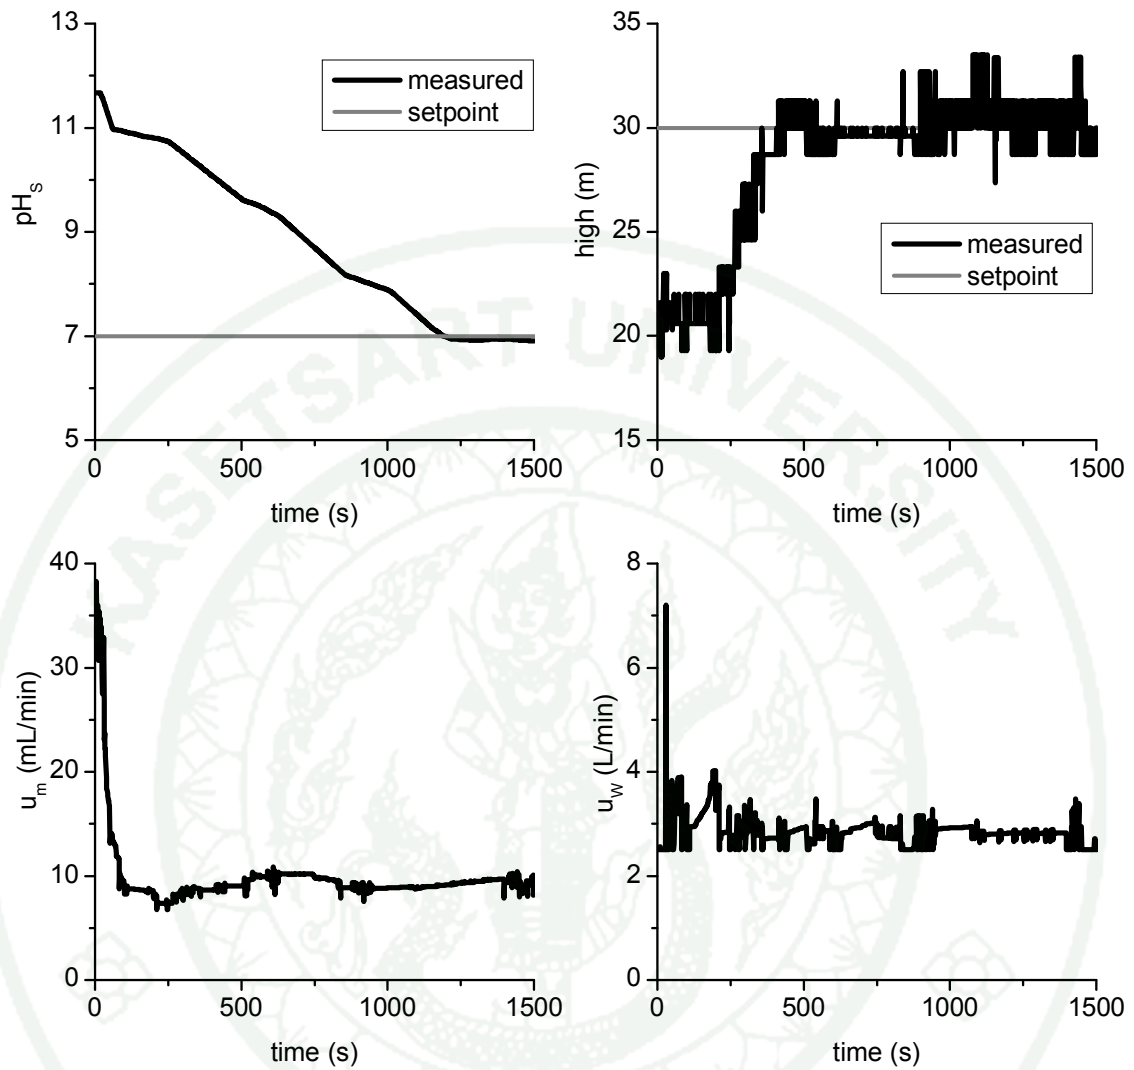 13
11
9
7
5
pHs
measured
setpoint
0 500 1000 1500
time (s)
35
30
25
20
15
high (m)
measured
setpoint
0 500 1000 1500
time (s)
40
30
20
10
0
um (mL/min)
0 500 1000 1500
time (s)
8
6
4
2
0
uw (L/min)
0 500 1000 1500
time (s)
KASETSART UNIVERSITY